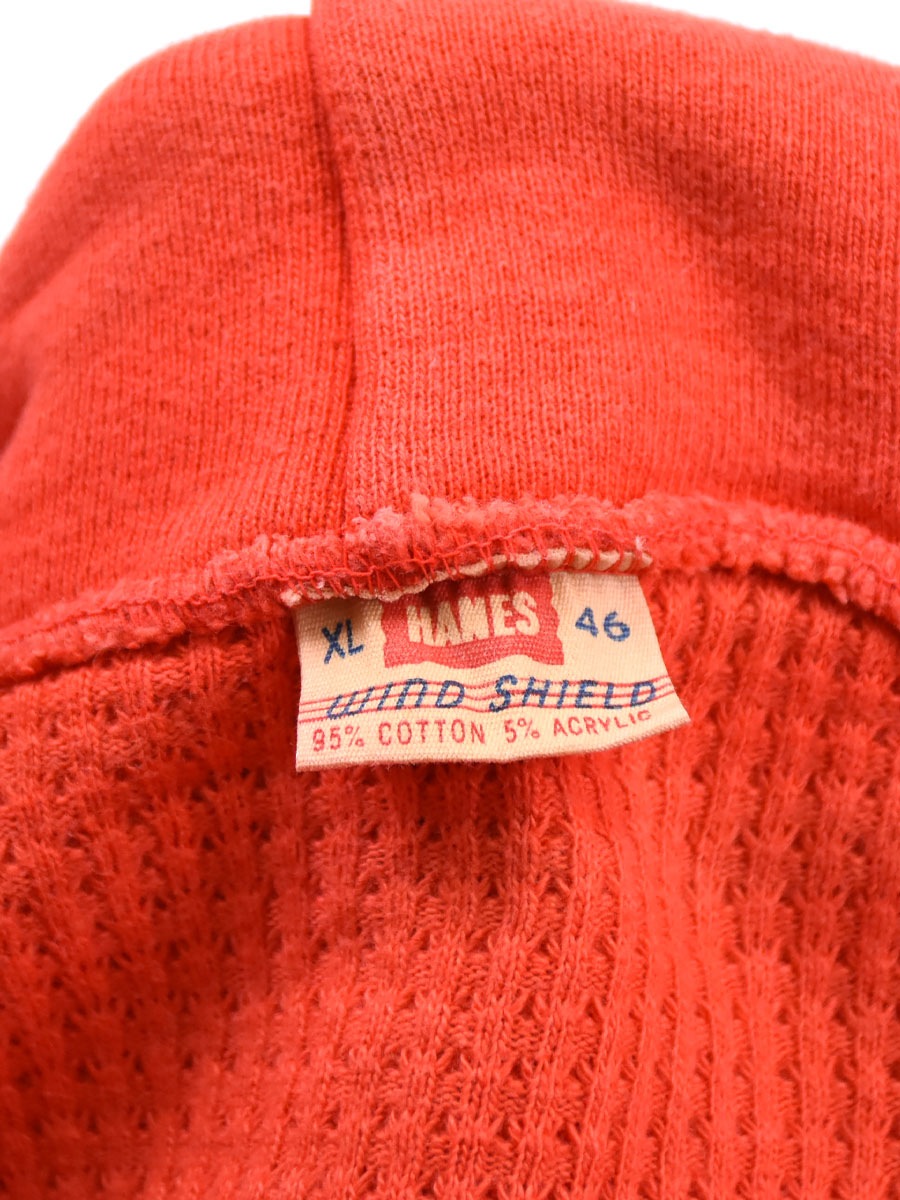 XL HANES 46
WIND SHIELD
95% COTTON 5% ACRYLIC